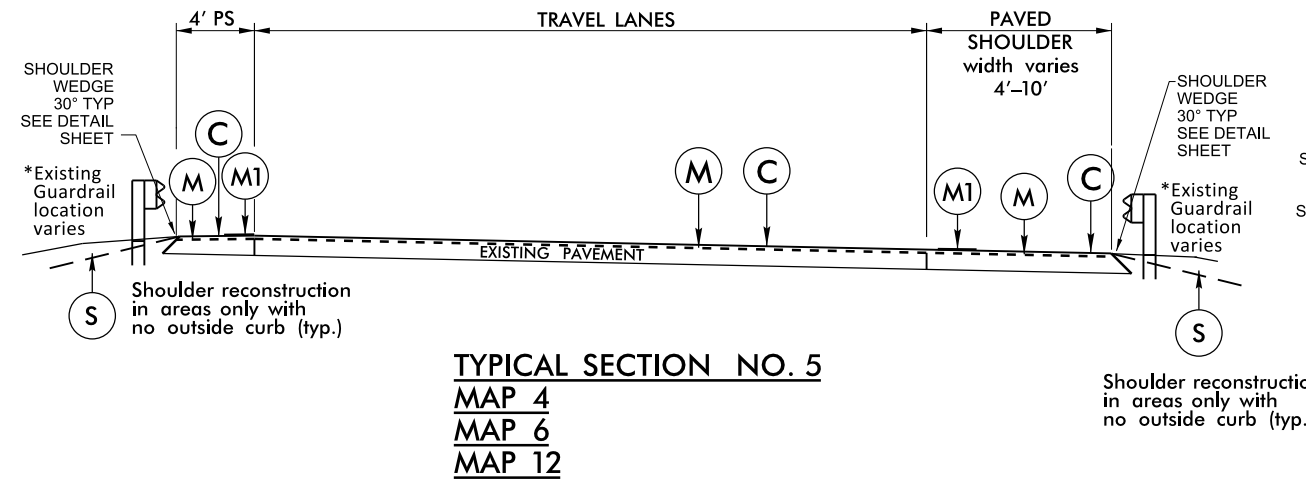 4' PS
TRAVEL LANES
PAVED
SHOULDER
width varies
4'–10'
SHOULDER
WEDGE
30° TYP
SEE DETAIL
SHEET
*Existing
Guardrail
location
varies
C
M
M1
M
C
M1
M
C
SHOULDER
WEDGE
30° TYP
SEE DETAIL
SHEET
*Existing
Guardrail
location
varies
S
S
EXISTING PAVEMENT
S
Shoulder reconstruction
in areas only with
no outside curb (typ.)
S
Shoulder reconstructio
in areas only with
no outside curb (typ.
TYPICAL SECTION NO. 5
MAP 4
MAP 6
MAP 12